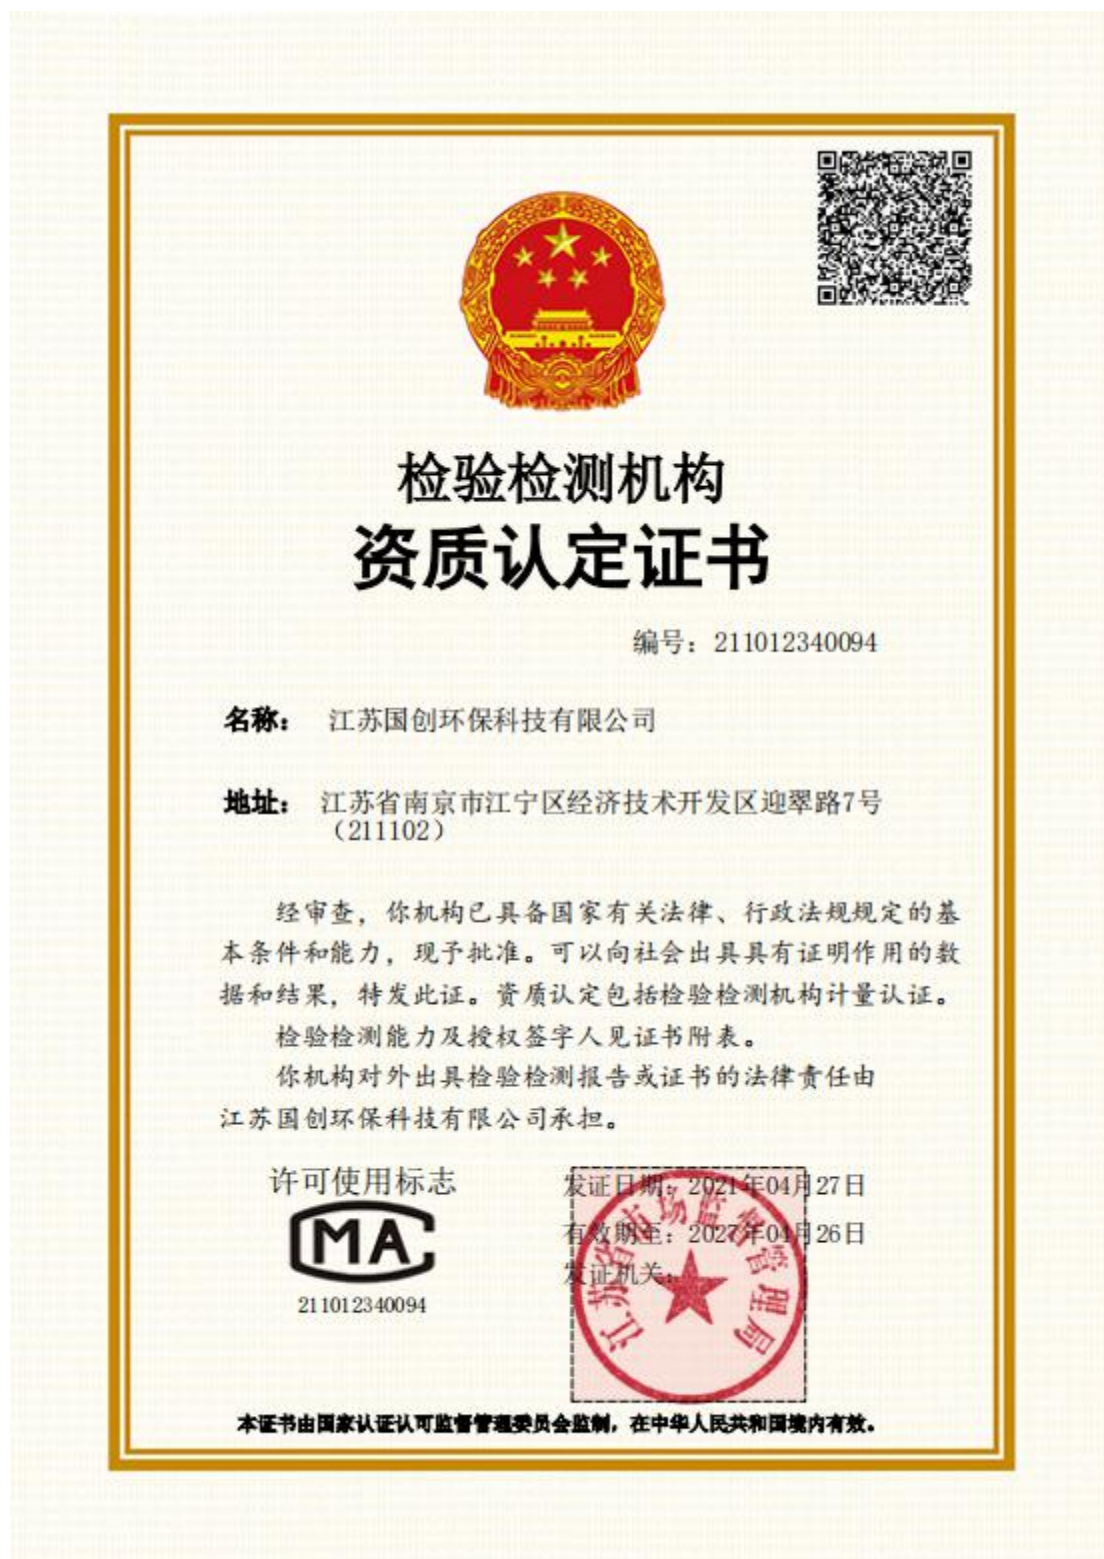 检验检测机构
资质认定证书
编号：211012340094
名称： 江苏国创环保科技有限公司
地址： 江苏省南京市江宁区经济技术开发区迎翠路7号
（211102）
经审查，你机构已具备国家有关法律、行政法规规定的基
本条件和能力，现予批准。可以向社会出具具有证明作用的数
据和结果，特发此证。资质认定包括检验检测机构计量认证。
检验检测能力及授权签字人见证书附表。
你机构对外出具检验检测报告或证书的法律责任由
江苏国创环保科技有限公司承担。
许可使用标志
MA
211012340094
发证日期：2021年04月27日
有效期至：2027年04月26日
发证机关：
江苏省市场监督管理局
本证书由国家认证认可监督管理委员会监制，在中华人民共和国境内有效。